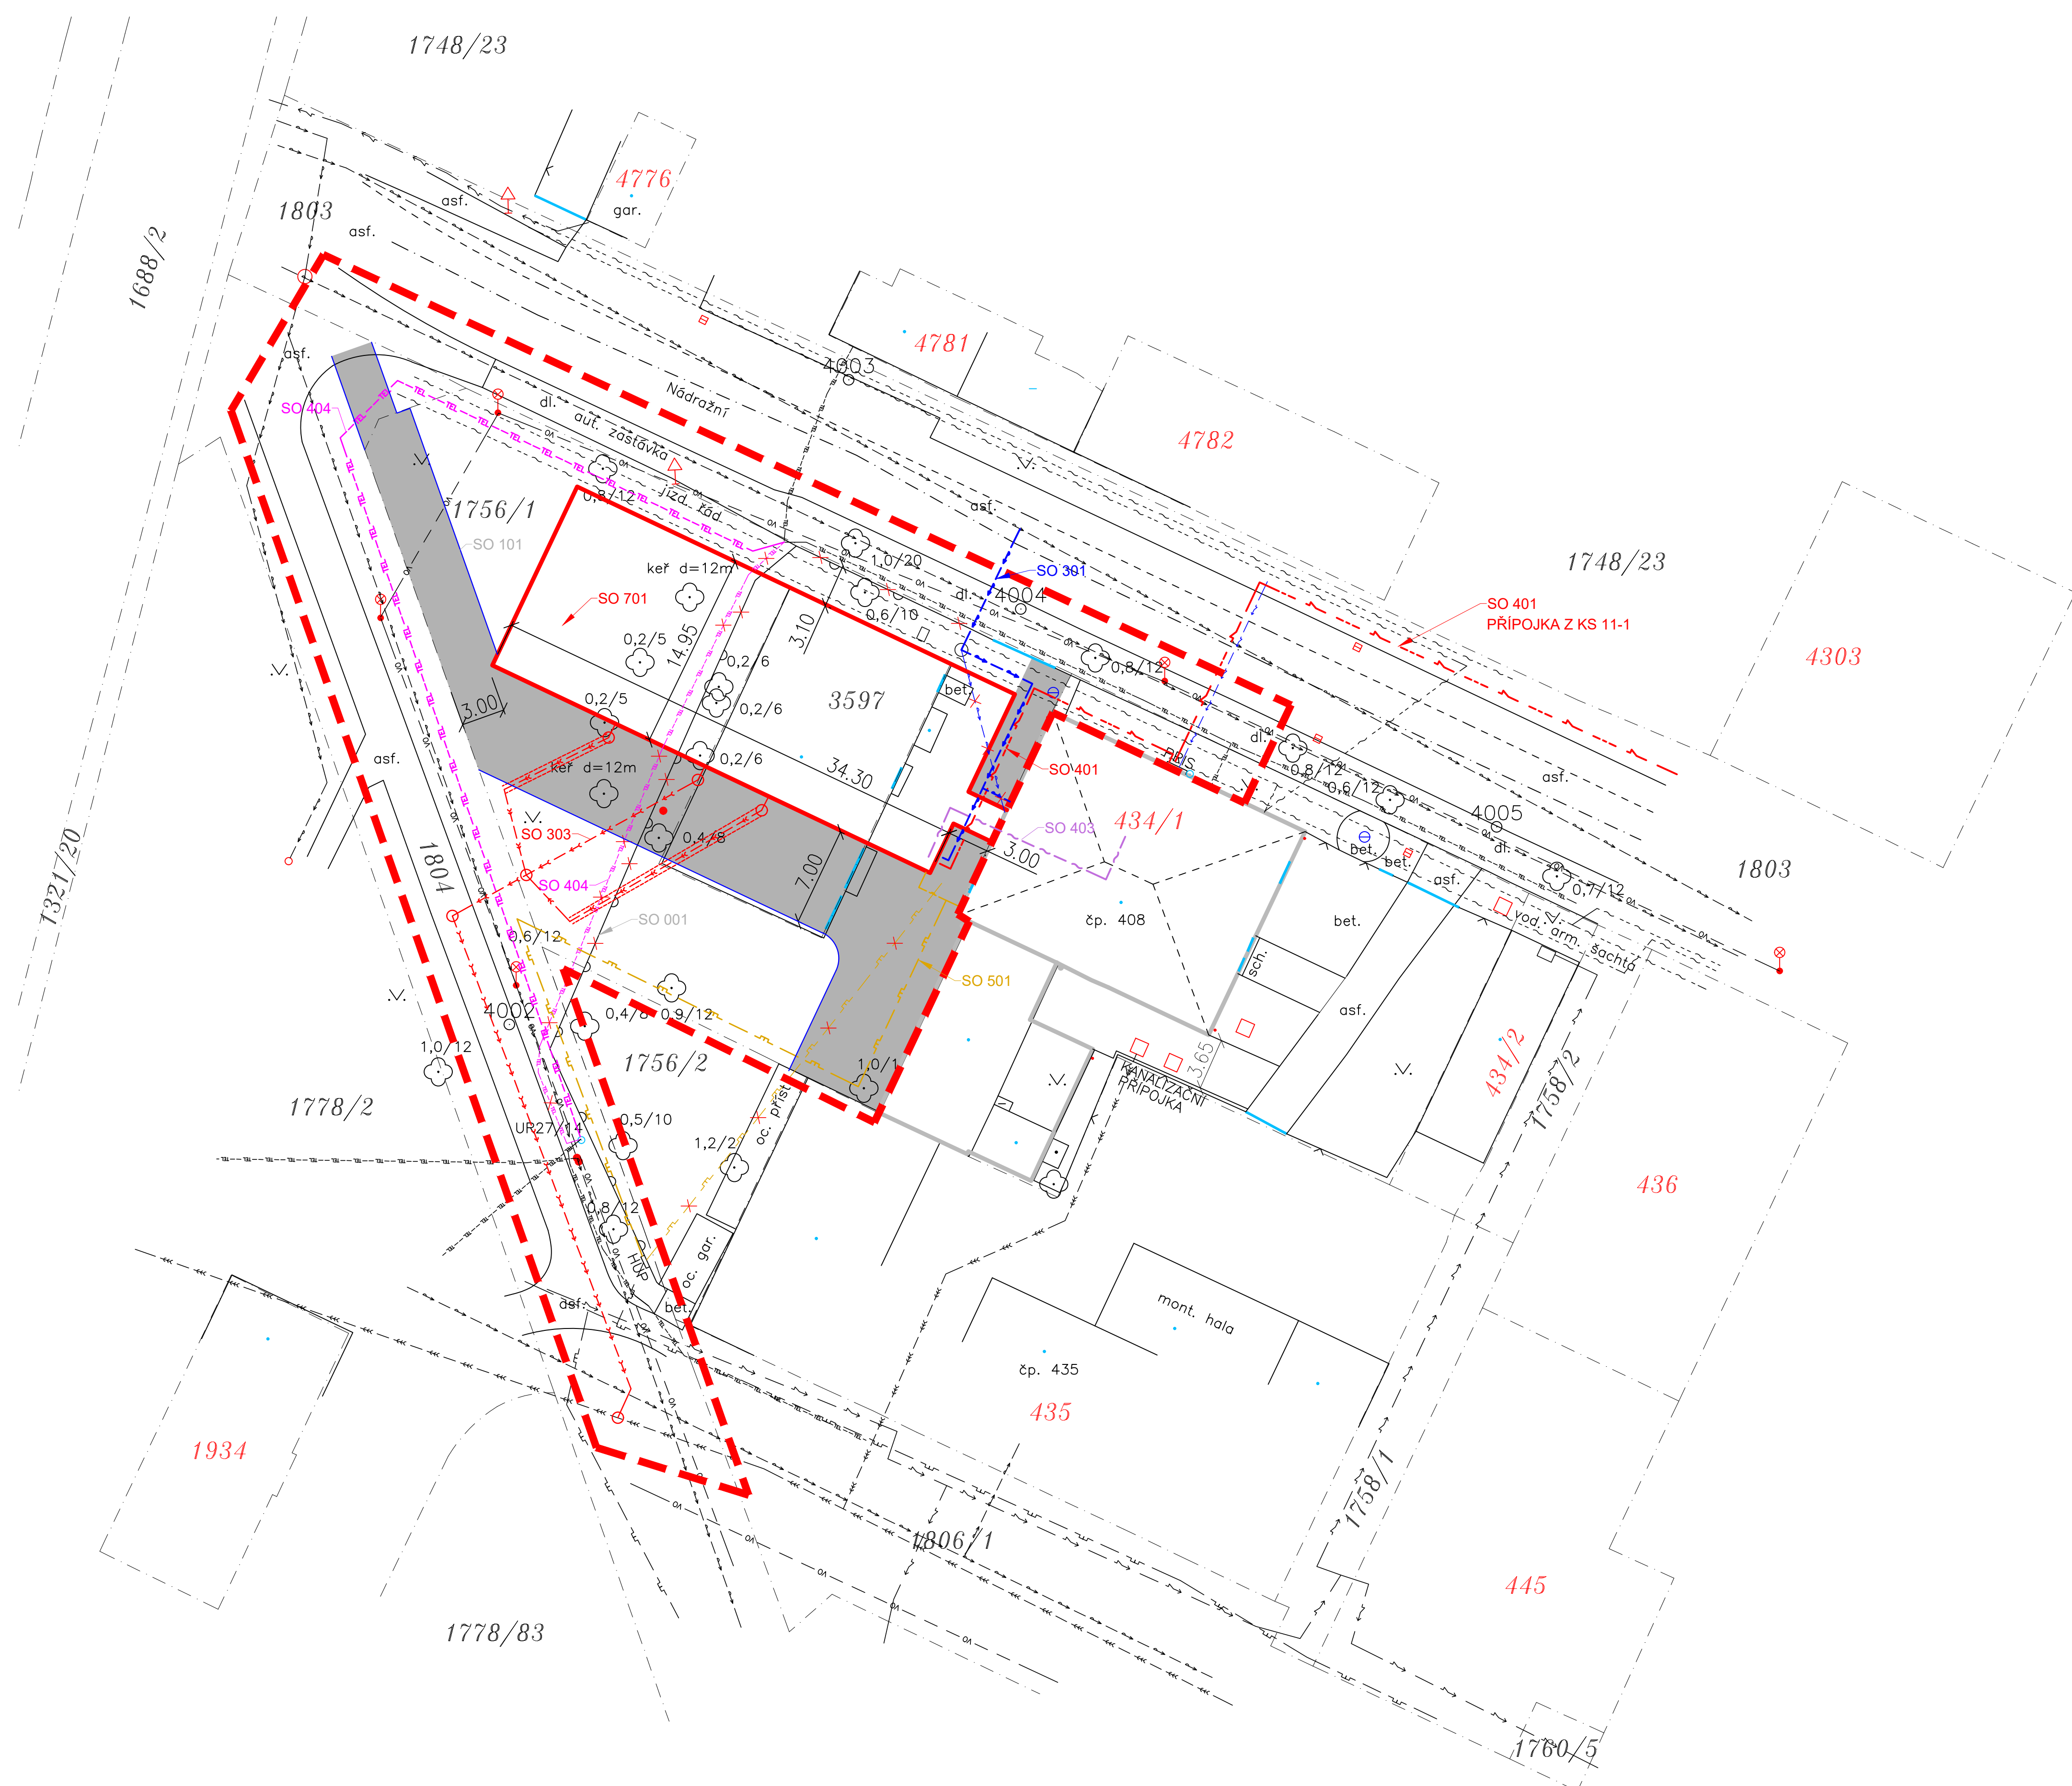 1748/23
4776
gar.
asf.
1803
asf.
1688/2
asf.
4781
4003
Nádražní
4782
SO 404
dl.
aut. zastávka
jízd. řád
0,8/12
1756/1
SO 101
asf.
1748/23
keř d=12m
1,0/20
SO 301
dl.
4004
SO 701
0,6/10
SO 401
PŘÍPOJKA Z KS 11-1
14.95
3.10
0,2/5
0,2/6
0,8/12
4303
bet.
3597
0,2/5
0,2/6
3.00
0,2/6
dl.
asf.
asf.
keř d=12m
34.30
SO 401
PRIS
0,8/12
0,6/12
4005
434/1
SO 403
SO 303
0,4/8
3.00
dl.
bet.
bet.
1321/20
1804
7.00
SO 404
asf.
0,7/12
1803
SO 001
čp. 408
bet.
vod. arm. šachta
0,6/12
sch.
SO 501
4002
0,4/8
0,9/12
asf.
1,0/12
1756/2
1,0/1
3.65
434/2
1758/2
KANALIZAČNÍ
PŘÍPOJKA
1778/2
UR27/14
0,5/10
oc. příst.
1,2/2
436
0,8/12
HUP
oc. gar.
asf.
bet.
mont. hala
čp. 435
435
1934
1758/1
1806/1
445
1778/83
1760/5